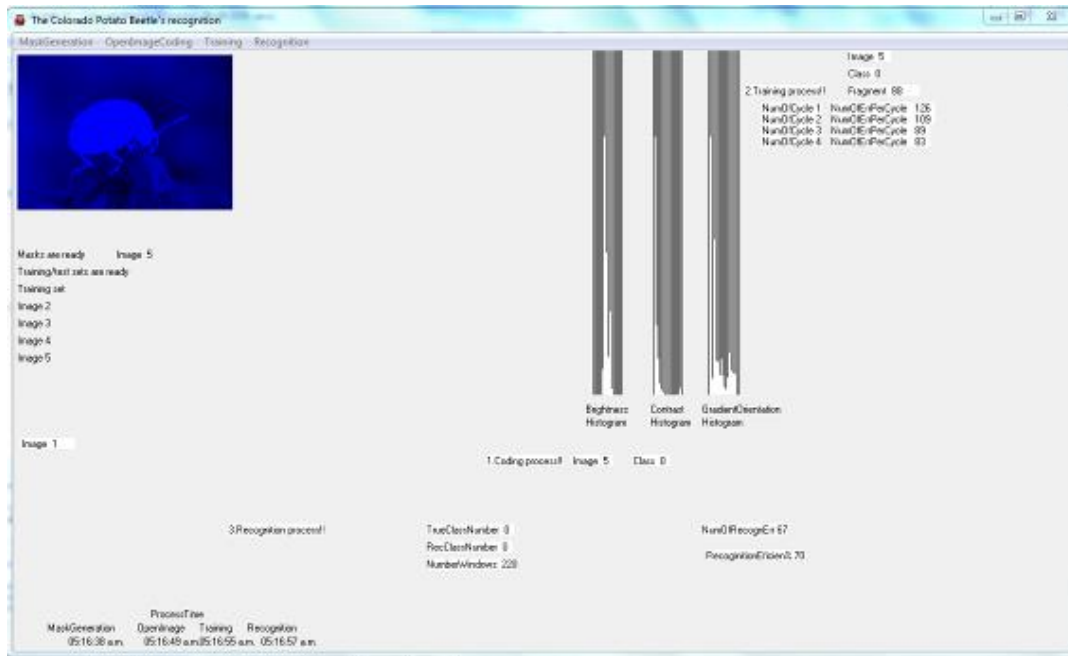 The Colorado Potato Beetle's recognition
MaskGeneration OpenImageCoding Training Recognition
Image 5
Class 0
2.Training process!! Fragment 88
NumOfCycle 1 NumOfErrPerCycle 126
NumOfCycle 2 NumOfErrPerCycle 109
NumOfCycle 3 NumOfErrPerCycle 89
NumOfCycle 4 NumOfErrPerCycle 83
Masks are ready Image 5
Training/test sets are ready
Training set
Image 2
Image 3
Image 4
Image 5
Brightness Histogram
Contrast Histogram
GradientOrientation Histogram
Image 1
1.Coding process!! Image 5 Class 0
3.Recognition process!!
TrueClassNumber 0
RecClassNumber 0
NumberWindows 228
NumOfRecognErr 67
ProcessTime
MaskGeneration OpenImage Training Recognition
05:16:38 a.m. 05:16:49 a.m. 05:16:55 a.m. 05:16:57 a.m.